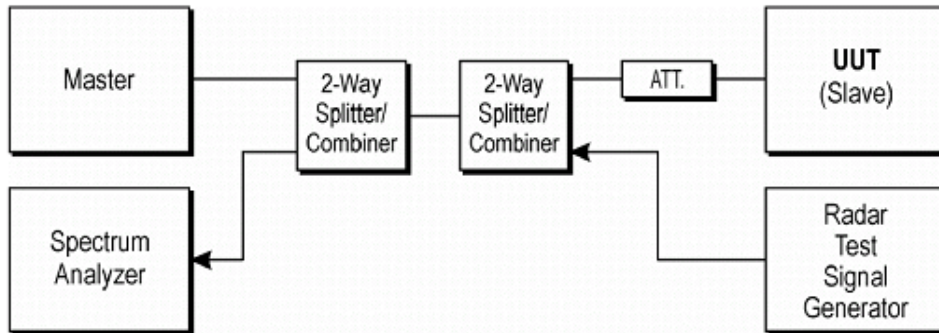 Master
2-Way
Splitter/
Combiner
2-Way
Splitter/
Combiner
ATT.
UUT
(Slave)
Spectrum
Analyzer
Radar
Test
Signal
Generator